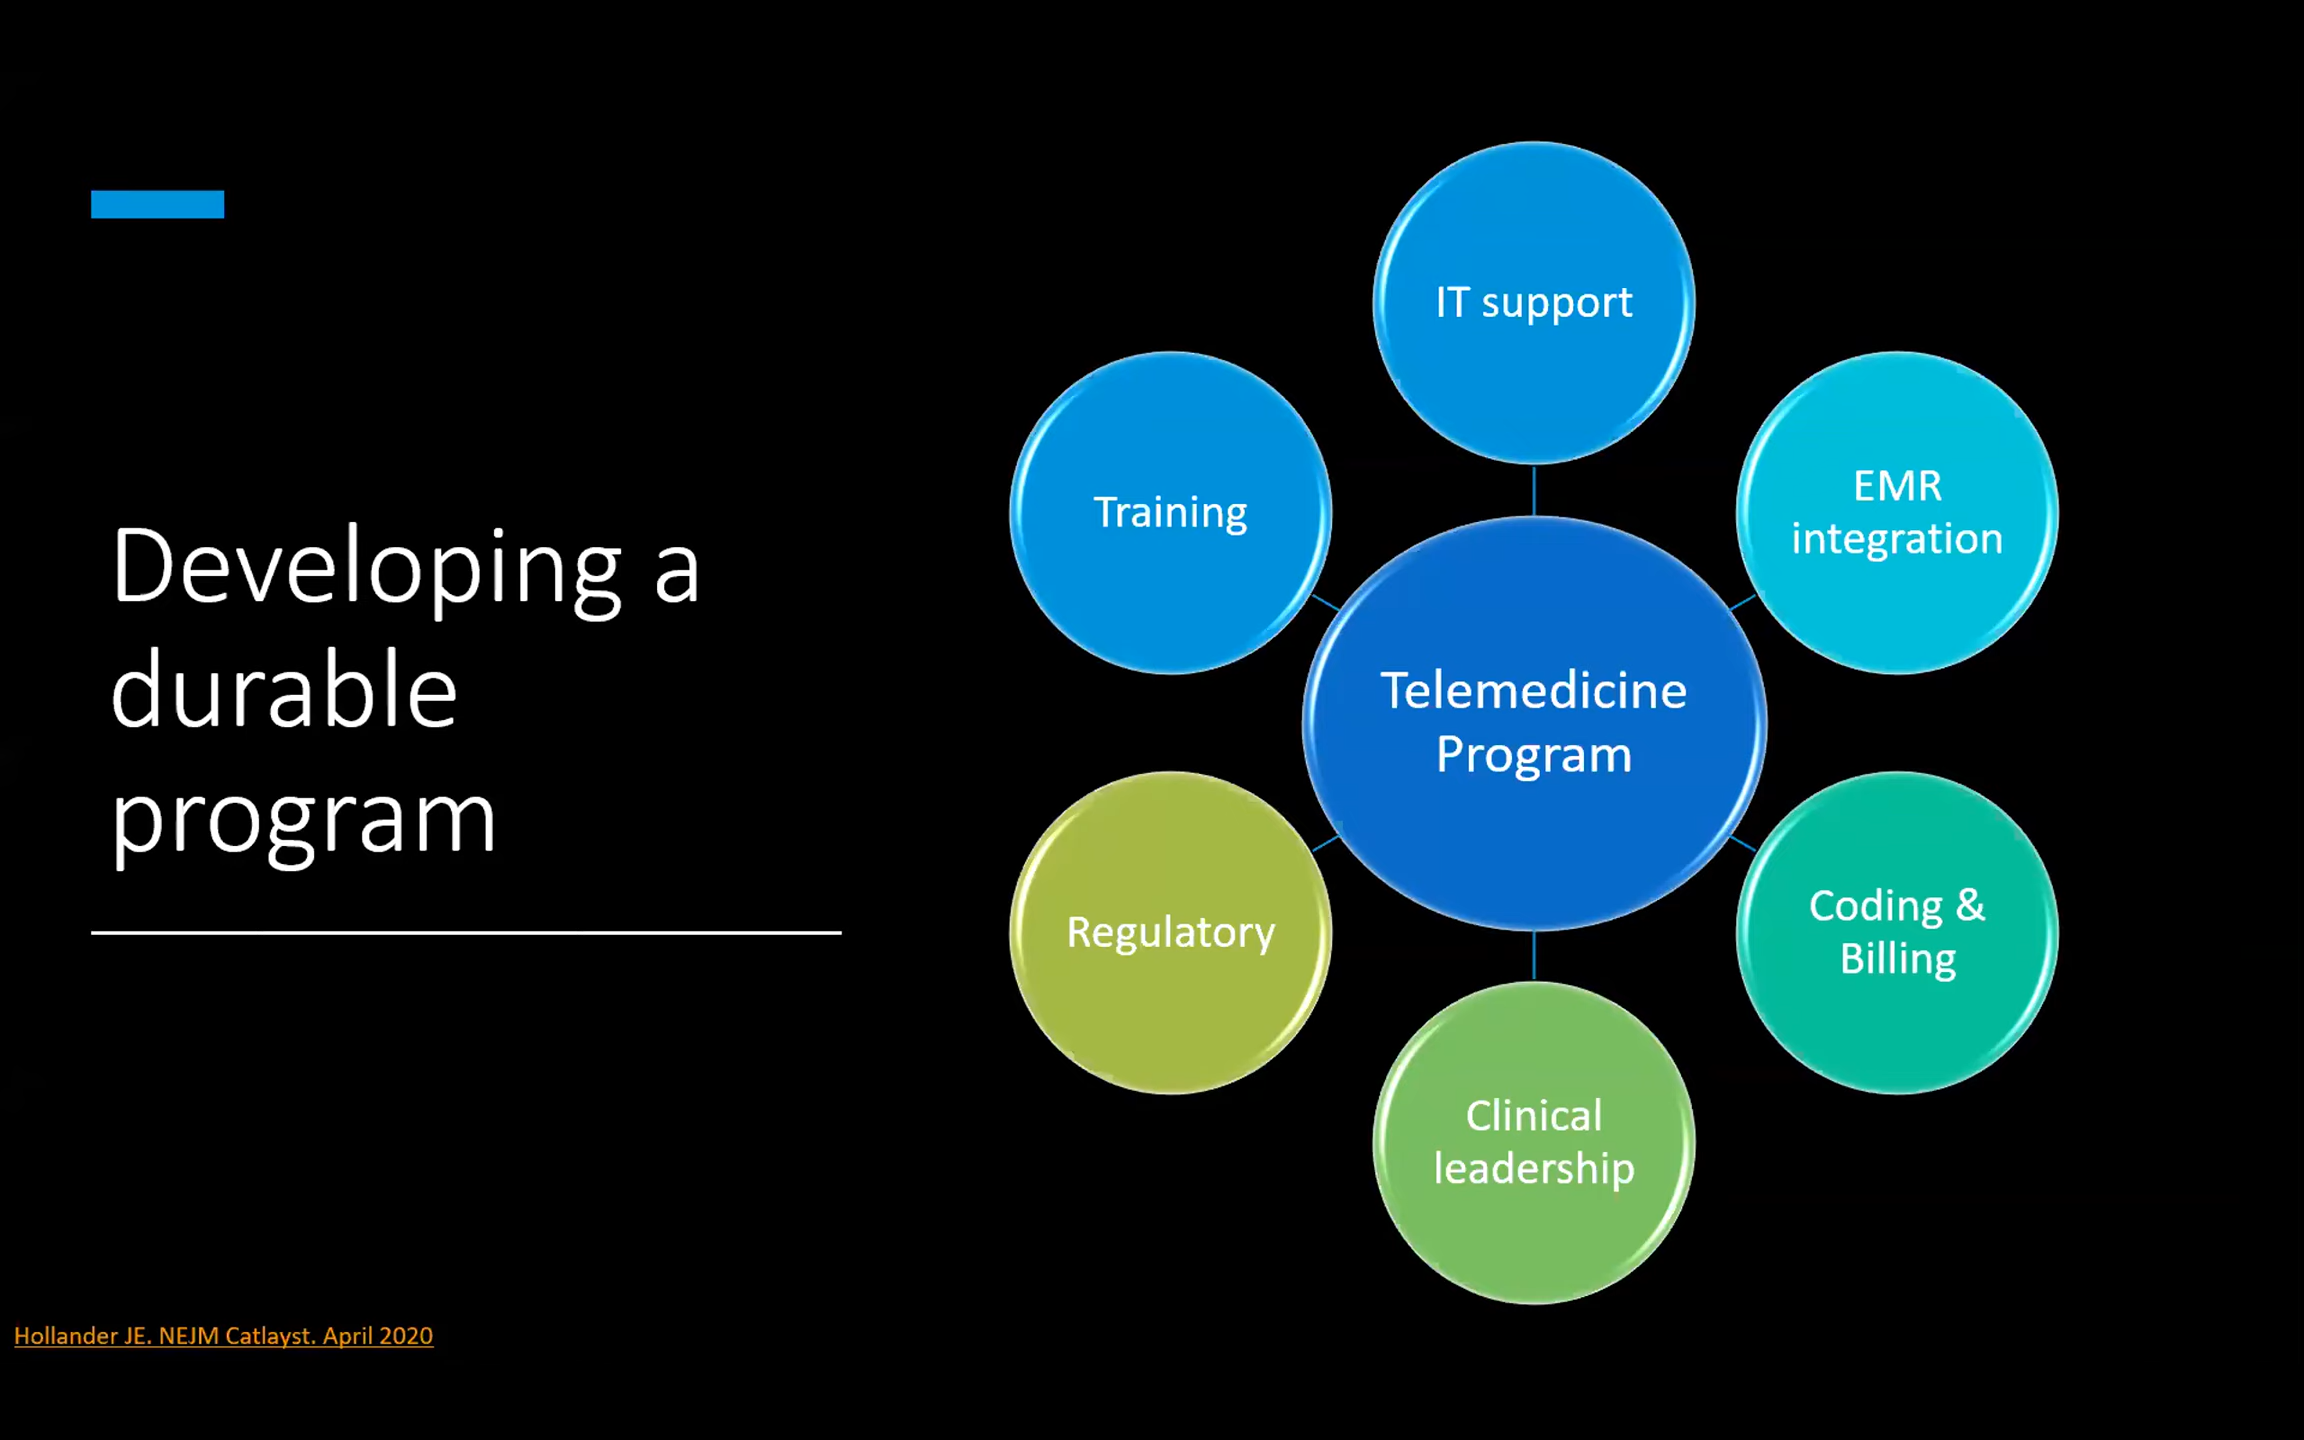 Developing a
durable
program
IT support
EMR
integration
Coding &
Billing
Clinical
leadership
Regulatory
Training
Telemedicine
Program
Hollander JE. NEJM Catlayst. April 2020